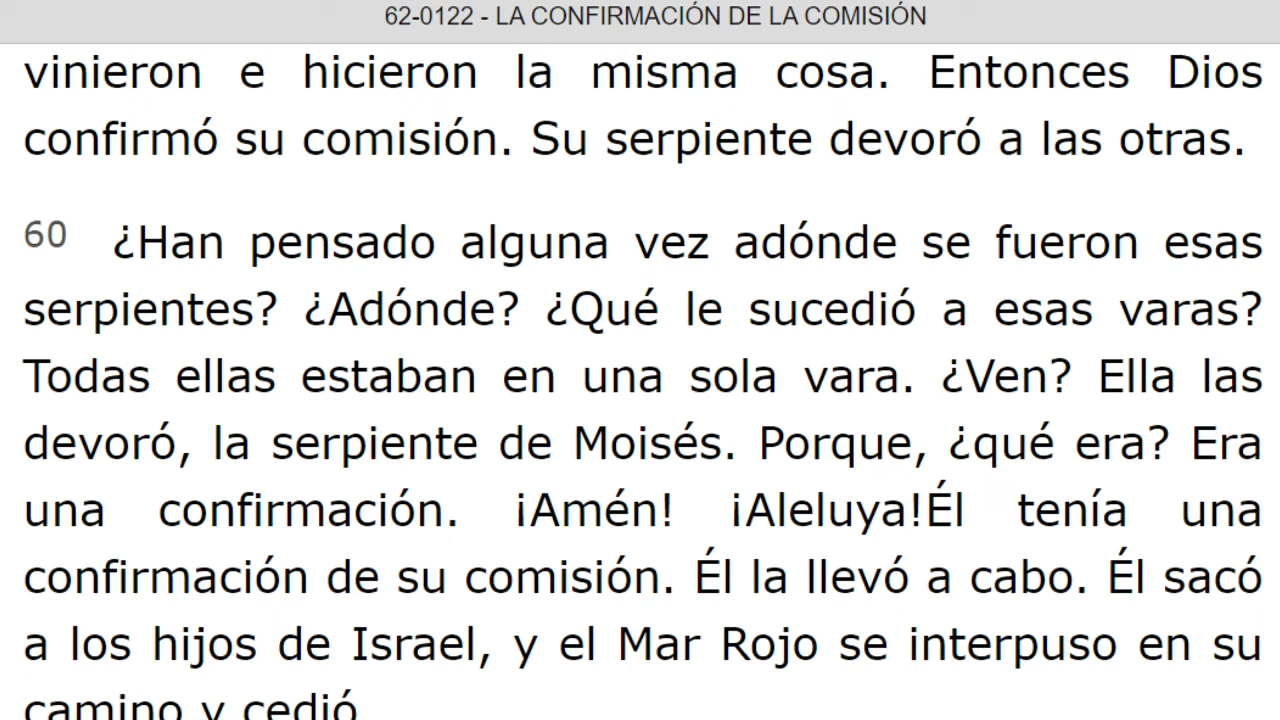 62-0122 - LA CONFIRMACIÓN DE LA COMISIÓN
vinieron e hicieron la misma cosa. Entonces Dios
confirmó su comisión. Su serpiente devoró a las otras.
60 ¿Han pensado alguna vez adónde se fueron esas
serpientes? ¿Adónde? ¿Qué le sucedió a esas varas?
Todas ellas estaban en una sola vara. ¿Ven? Ella las
devoró, la serpiente de Moisés. Porque, ¿qué era? Era
una confirmación. ¡Amén! ¡Aleluya!Él tenía una
confirmación de su comisión. Él la llevó a cabo. Él sacó
a los hijos de Israel, y el Mar Rojo se interpuso en su
camino y cedió